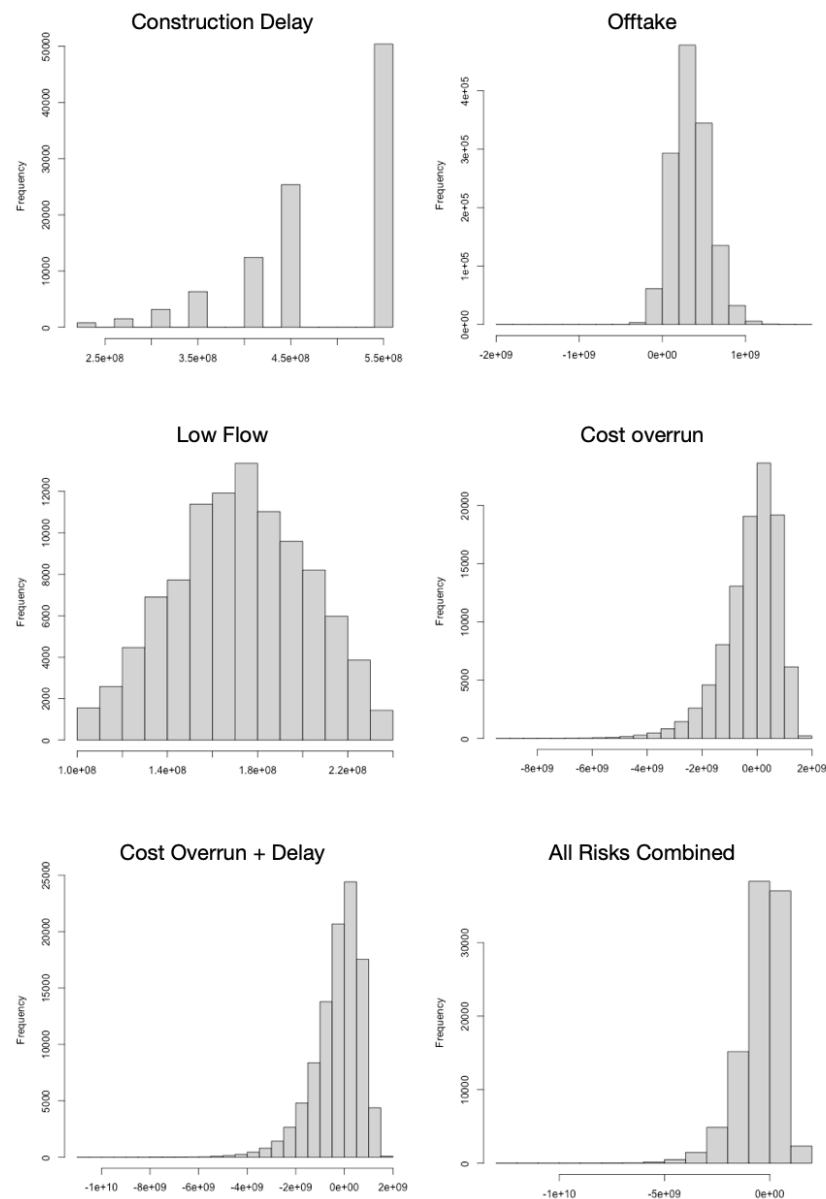 Construction Delay
Frequency
0
10000
20000
30000
40000
50000
2.5e+08 3.5e+08 4.5e+08 5.5e+08
Offtake
Frequency
0e+00
1e+05
2e+05
3e+05
4e+05
-2e+09 -1e+09 0e+00 1e+09
Low Flow
Frequency
0
2000
4000
6000
8000
10000
12000
1.0e+08 1.4e+08 1.8e+08 2.2e+08
Cost overrun
Frequency
0
5000
10000
15000
20000
-8e+09 -6e+09 -4e+09 -2e+09 0e+00 2e+09
Cost Overrun + Delay
Frequency
0
5000
10000
15000
20000
25000
-1e+10 -8e+09 -6e+09 -4e+09 -2e+09 0e+00 2e+09
All Risks Combined
Frequency
0
10000
20000
30000
-1e+10 -5e+09 0e+00